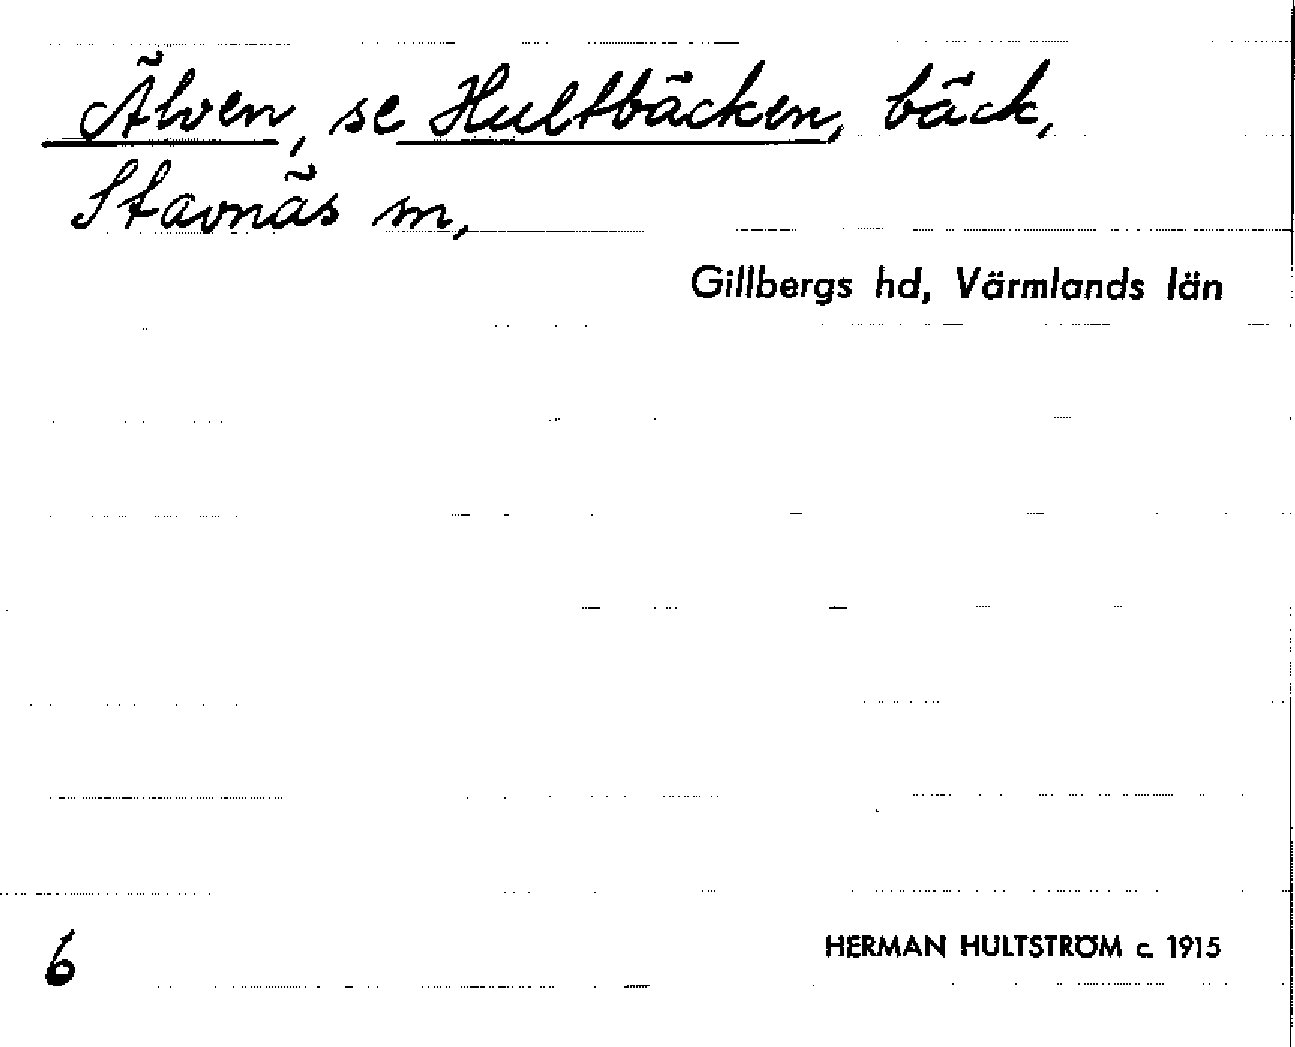 Älven, se Hultbäcken, bäck,
Stavnäs sn,
Gillbergs hd, Värmlands län
6
HERMAN HULTSTRÖM c. 1915